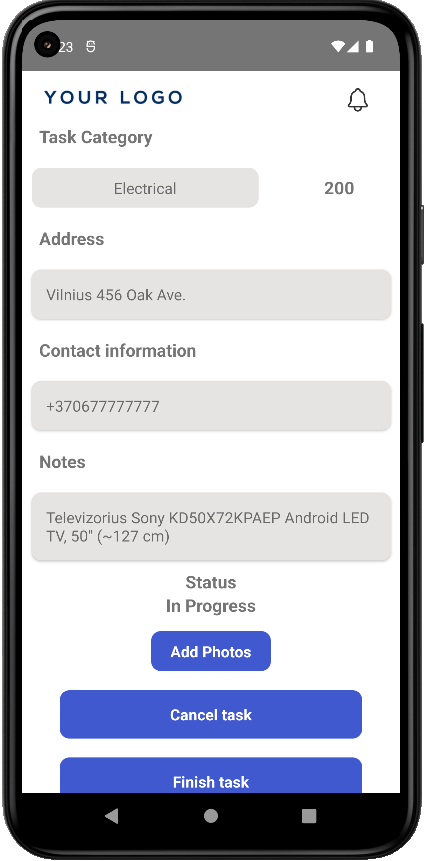 23
YOUR LOGO
Task Category
Electrical
200
Address
Vilnius 456 Oak Ave.
Contact information
+370677777777
Notes
Televizorius Sony KD50X72KPAEP Android LED
TV, 50" (~127 cm)
Status
In Progress
Add Photos
Cancel task
Finish task